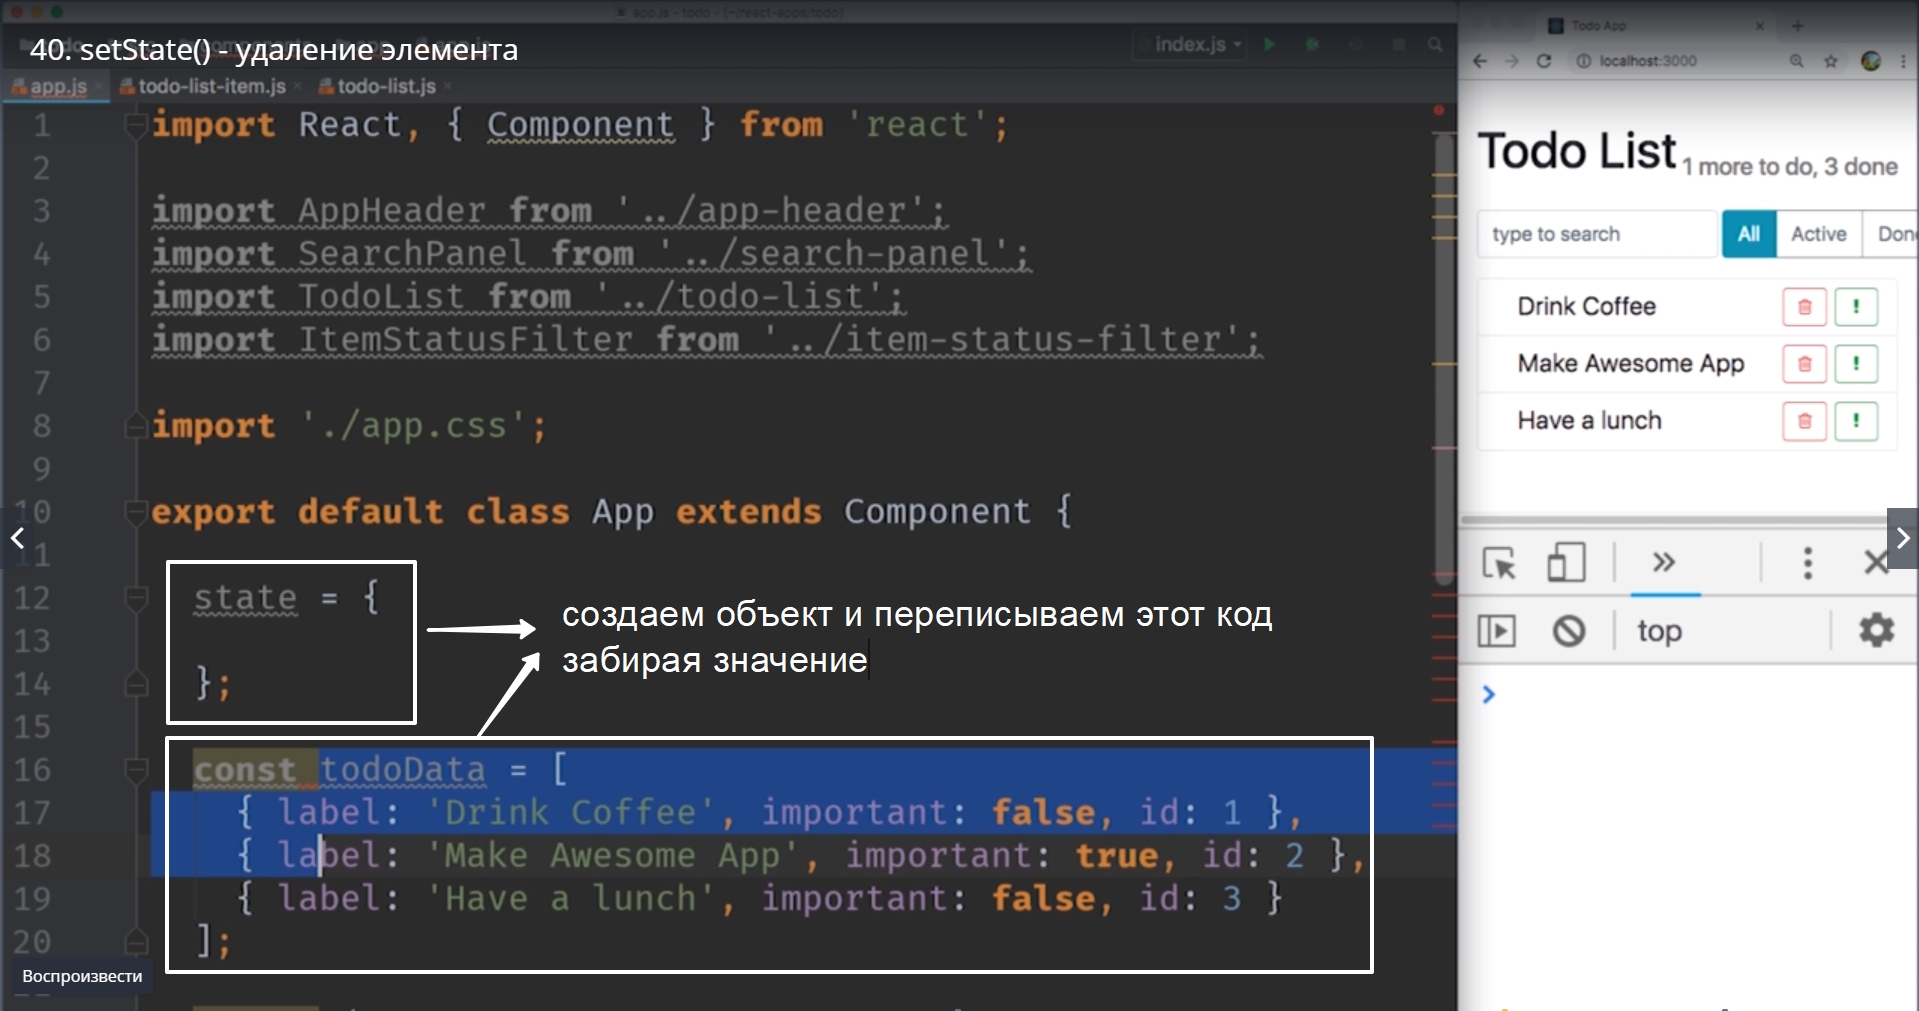 app.js - todo - [~/react-apps/todo]
40. setState() - удаление элемента
index.js
app.js
todo-list-item.js
todo-list.js
1 import React, { Component } from 'react';
2
3 import AppHeader from '../app-header';
4 import SearchPanel from '../search-panel';
5 import TodoList from '../todo-list';
6 import ItemStatusFilter from '../item-status-filter';
7
8 import './app.css';
9
10 export default class App extends Component {
11
12 state = {
13
14 };
15
16 const todoData = [
17 { label: 'Drink Coffee', important: false, id: 1 },
18 { label: 'Make Awesome App', important: true, id: 2 },
19 { label: 'Have a lunch', important: false, id: 3 }
20 ];
создаем объект и переписываем этот код
забирая значение
Воспроизвести
Todo App
localhost:3000
Todo List 1 more to do, 3 done
type to search
All
Active
Drink Coffee
Make Awesome App
Have a lunch
top